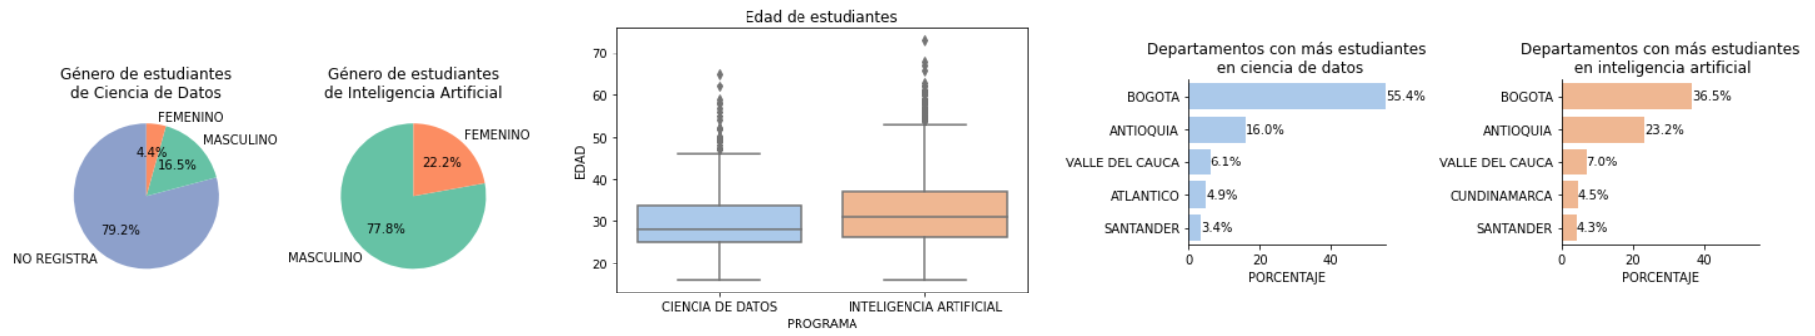 Género de estudiantes
de Ciencia de Datos
FEMENINO
MASCULINO
4.4%
16.5%
79.2%
NO REGISTRA
Género de estudiantes
de Inteligencia Artificial
FEMENINO
22.2%
77.8%
MASCULINO
Edad de estudiantes
EDAD
70
60
50
40
30
20
CIENCIA DE DATOS
INTELIGENCIA ARTIFICIAL
PROGRAMA
Departamentos con más estudiantes
en ciencia de datos
BOGOTA 55.4%
ANTIOQUIA 16.0%
VALLE DEL CAUCA 6.1%
ATLANTICO 4.9%
SANTANDER 3.4%
0 20 40
PORCENTAJE
Departamentos con más estudiantes
en inteligencia artificial
BOGOTA 36.5%
ANTIOQUIA 23.2%
VALLE DEL CAUCA 7.0%
CUNDINAMARCA 4.5%
SANTANDER 4.3%
0 20 40
PORCENTAJE